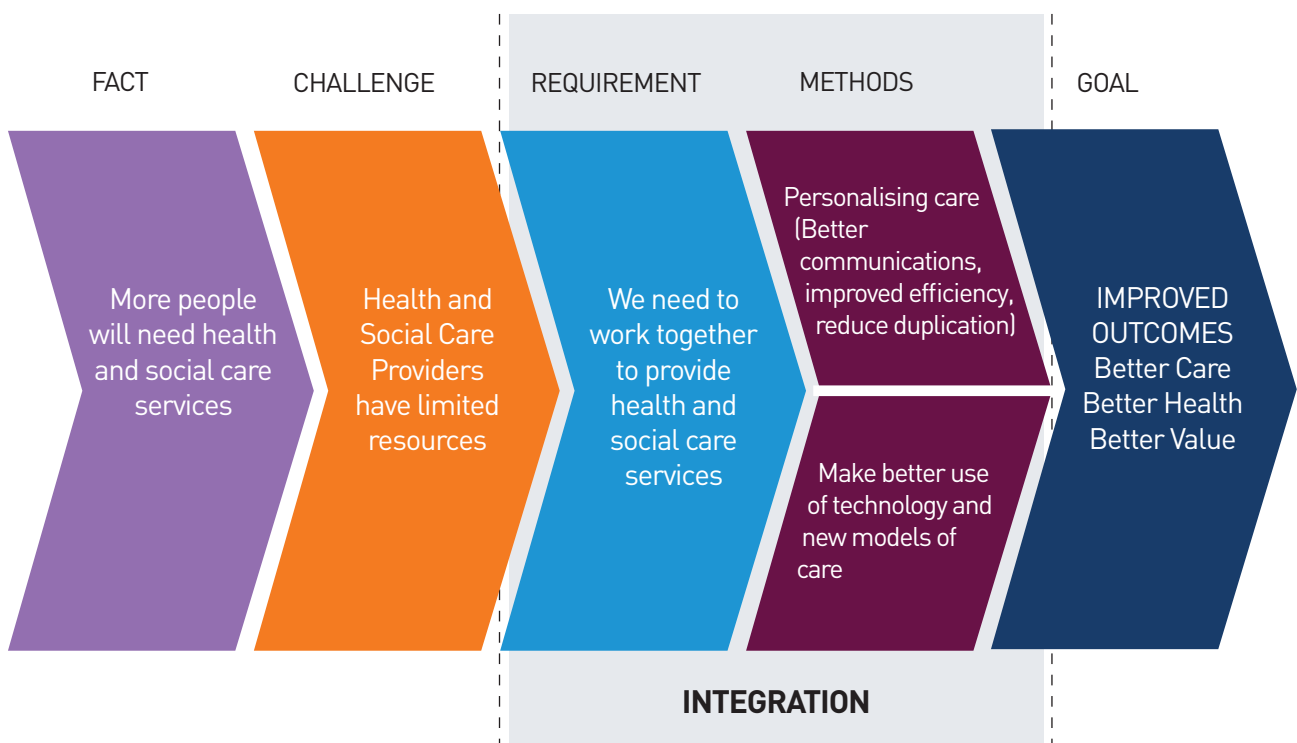 FACT
CHALLENGE
REQUIREMENT
METHODS
GOAL
More people
will need health
and social care
services
Health and
Social Care
Providers
have limited
resources
We need to
work together
to provide
health and
social care
services
Personalising care
(Better
communications,
improved efficiency,
reduce duplication)
Make better use
of technology and
new models of
care
IMPROVED
OUTCOMES
Better Care
Better Health
Better Value
INTEGRATION